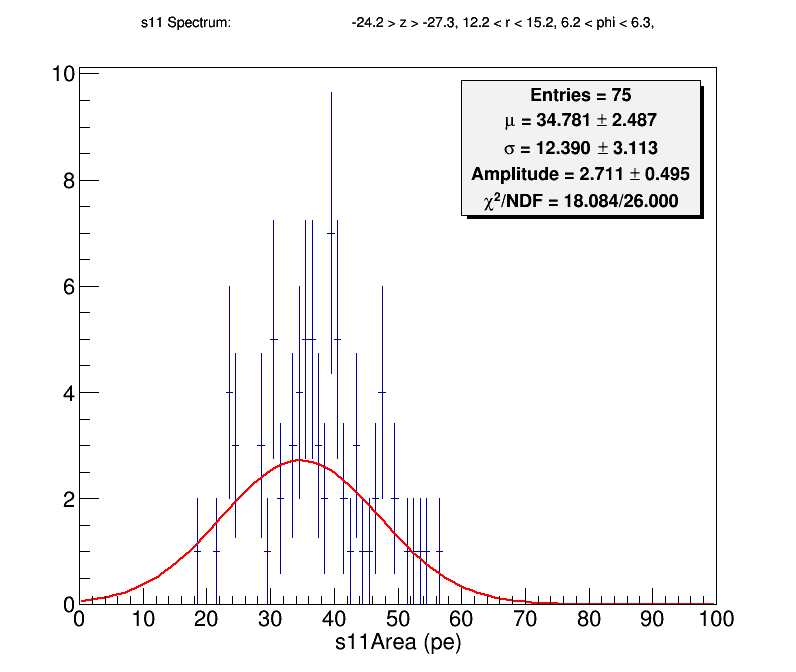 s11 Spectrum: -24.2 > z > -27.3, 12.2 < r < 15.2, 6.2 < phi < 6.3,
Entries = 75
μ = 34.781 ± 2.487
σ = 12.390 ± 3.113
Amplitude = 2.711 ± 0.495
χ²/NDF = 18.084/26.000
10
8
6
4
2
0
0 10 20 30 40 50 60 70 80 90 100
s11Area (pe)